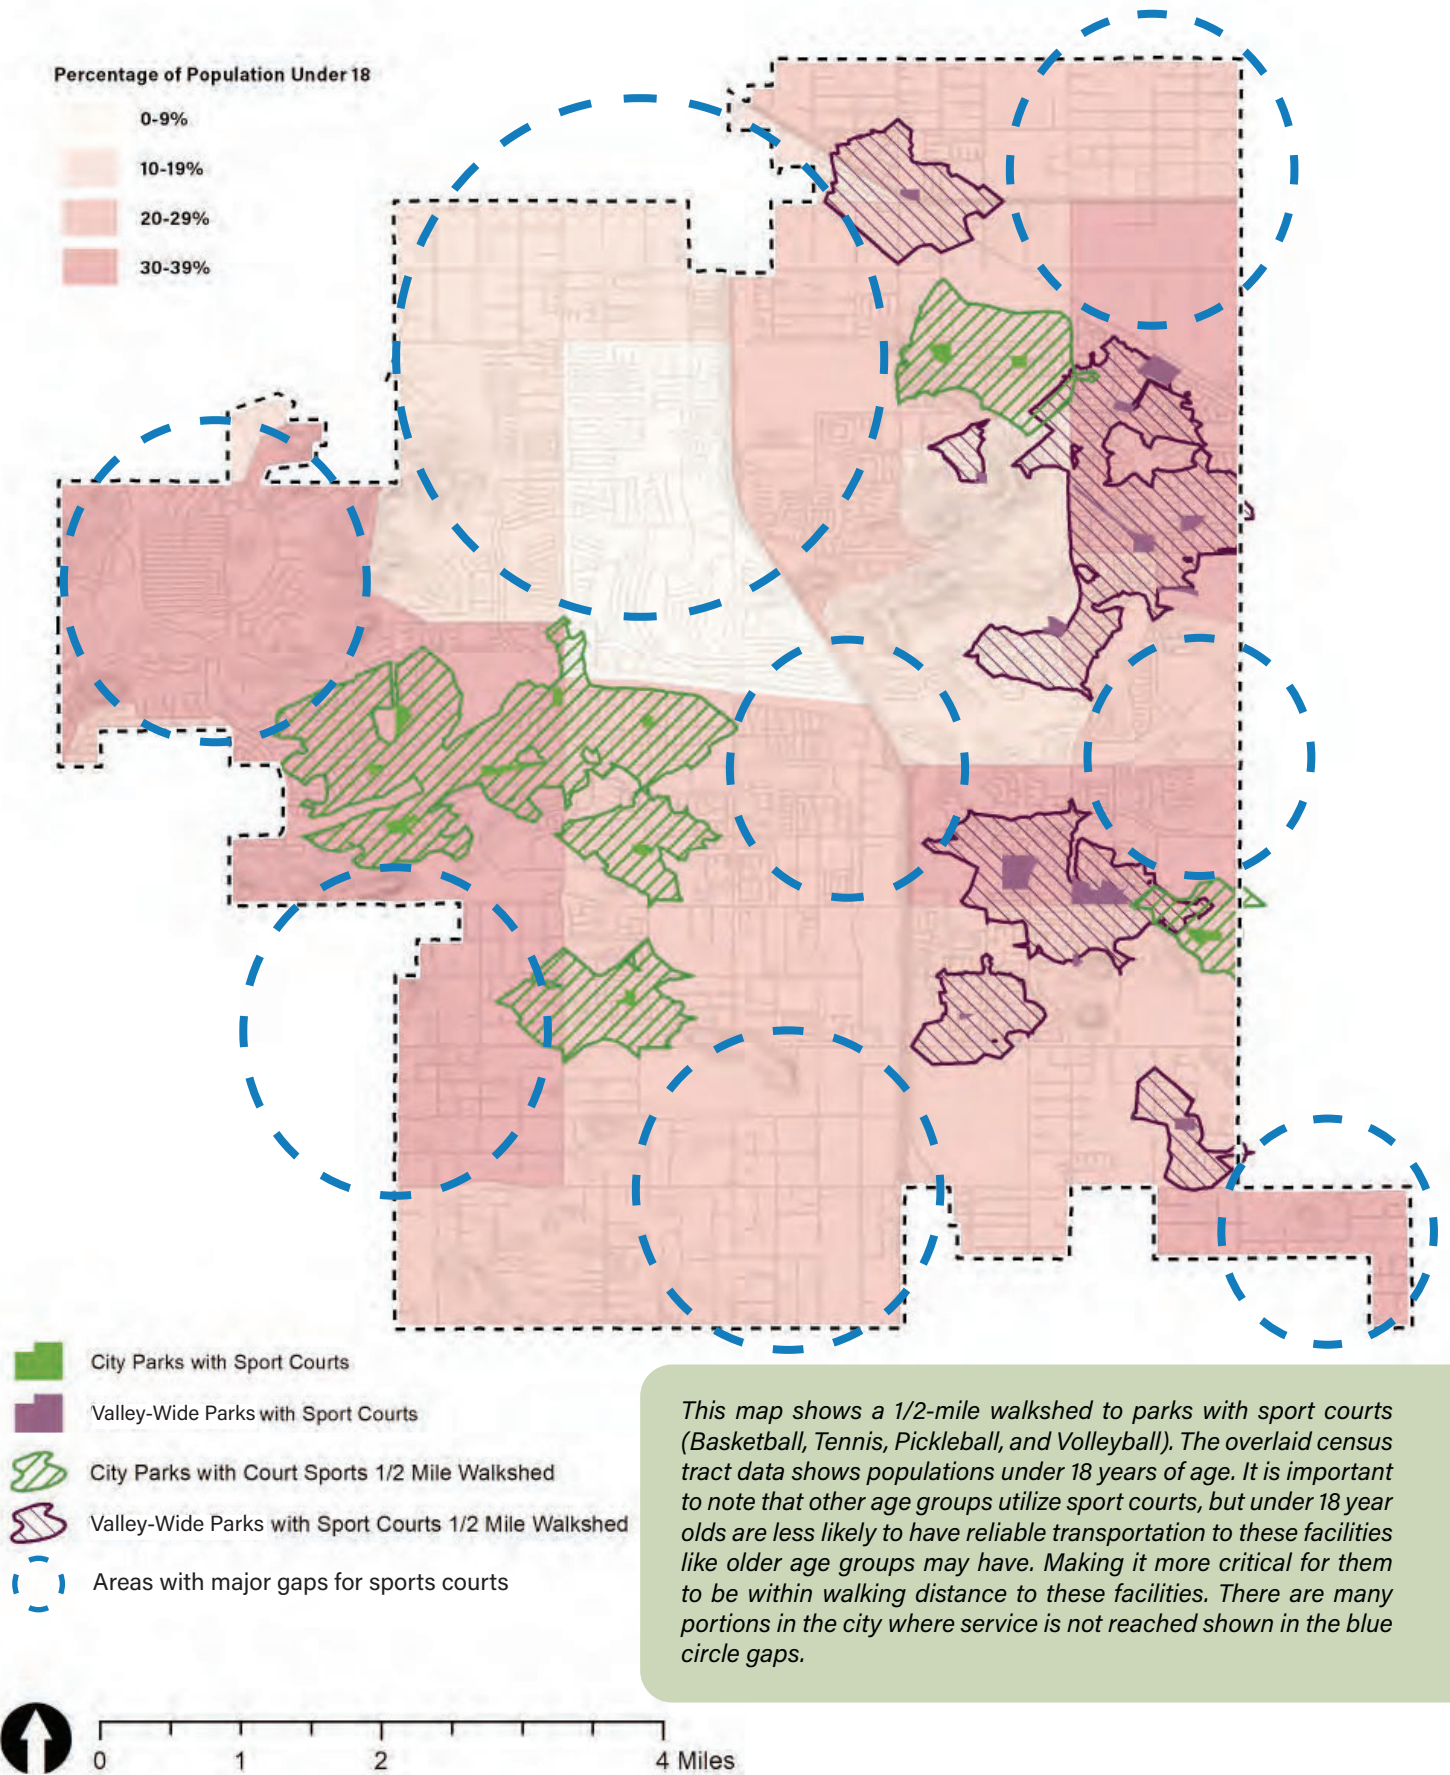 Percentage of Population Under 18
0-9%
10-19%
20-29%
30-39%
City Parks with Sport Courts
Valley-Wide Parks with Sport Courts
City Parks with Court Sports 1/2 Mile Walkshed
Valley-Wide Parks with Sport Courts 1/2 Mile Walkshed
Areas with major gaps for sports courts
This map shows a 1/2-mile walkshed to parks with sport courts
(Basketball, Tennis, Pickleball, and Volleyball). The overlaid census
tract data shows populations under 18 years of age. It is important
to note that other age groups utilize sport courts, but under 18 year
olds are less likely to have reliable transportation to these facilities
like older age groups may have. Making it more critical for them
to be within walking distance to these facilities. There are many
portions in the city where service is not reached shown in the blue
circle gaps.
0 1 2 4 Miles